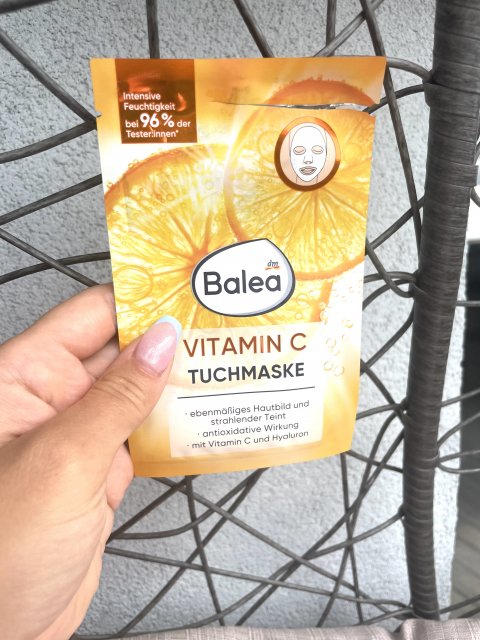 Intensive
Feuchtigkeit
bei 96% der
Tester:innen*
dm
Balea
VITAMIN C
TUCHMASKE
· ebenmäßiges Hautbild und
strahlender Teint
· antioxidative Wirkung
· mit Vitamin C und Hyaluron